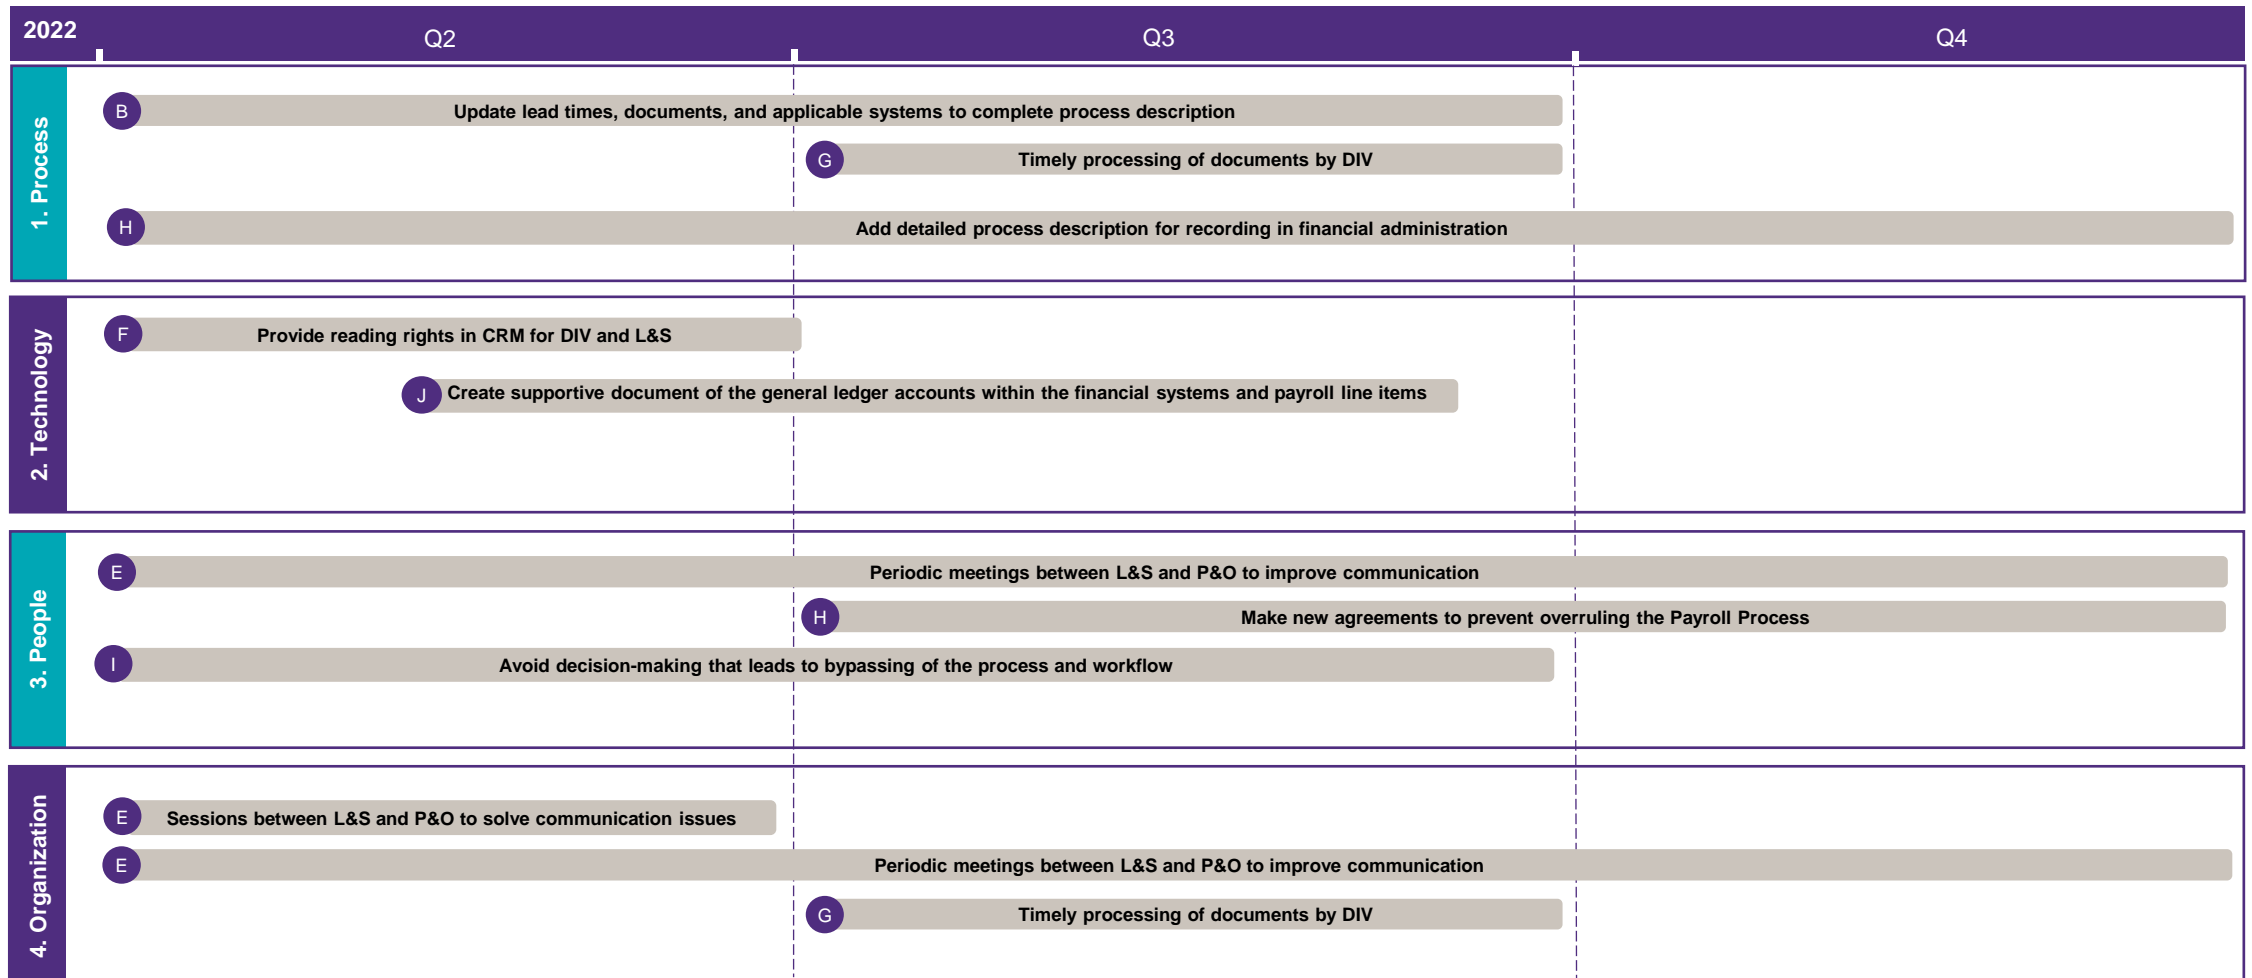 2022
Q2
Q3
Q4
1. Process
B
Update lead times, documents, and applicable systems to complete process description
G
Timely processing of documents by DIV
H
Add detailed process description for recording in financial administration
2. Technology
F
Provide reading rights in CRM for DIV and L&S
J
Create supportive document of the general ledger accounts within the financial systems and payroll line items
3. People
E
Periodic meetings between L&S and P&O to improve communication
H
Make new agreements to prevent overruling the Payroll Process
I
Avoid decision-making that leads to bypassing of the process and workflow
4. Organization
E
Sessions between L&S and P&O to solve communication issues
E
Periodic meetings between L&S and P&O to improve communication
G
Timely processing of documents by DIV